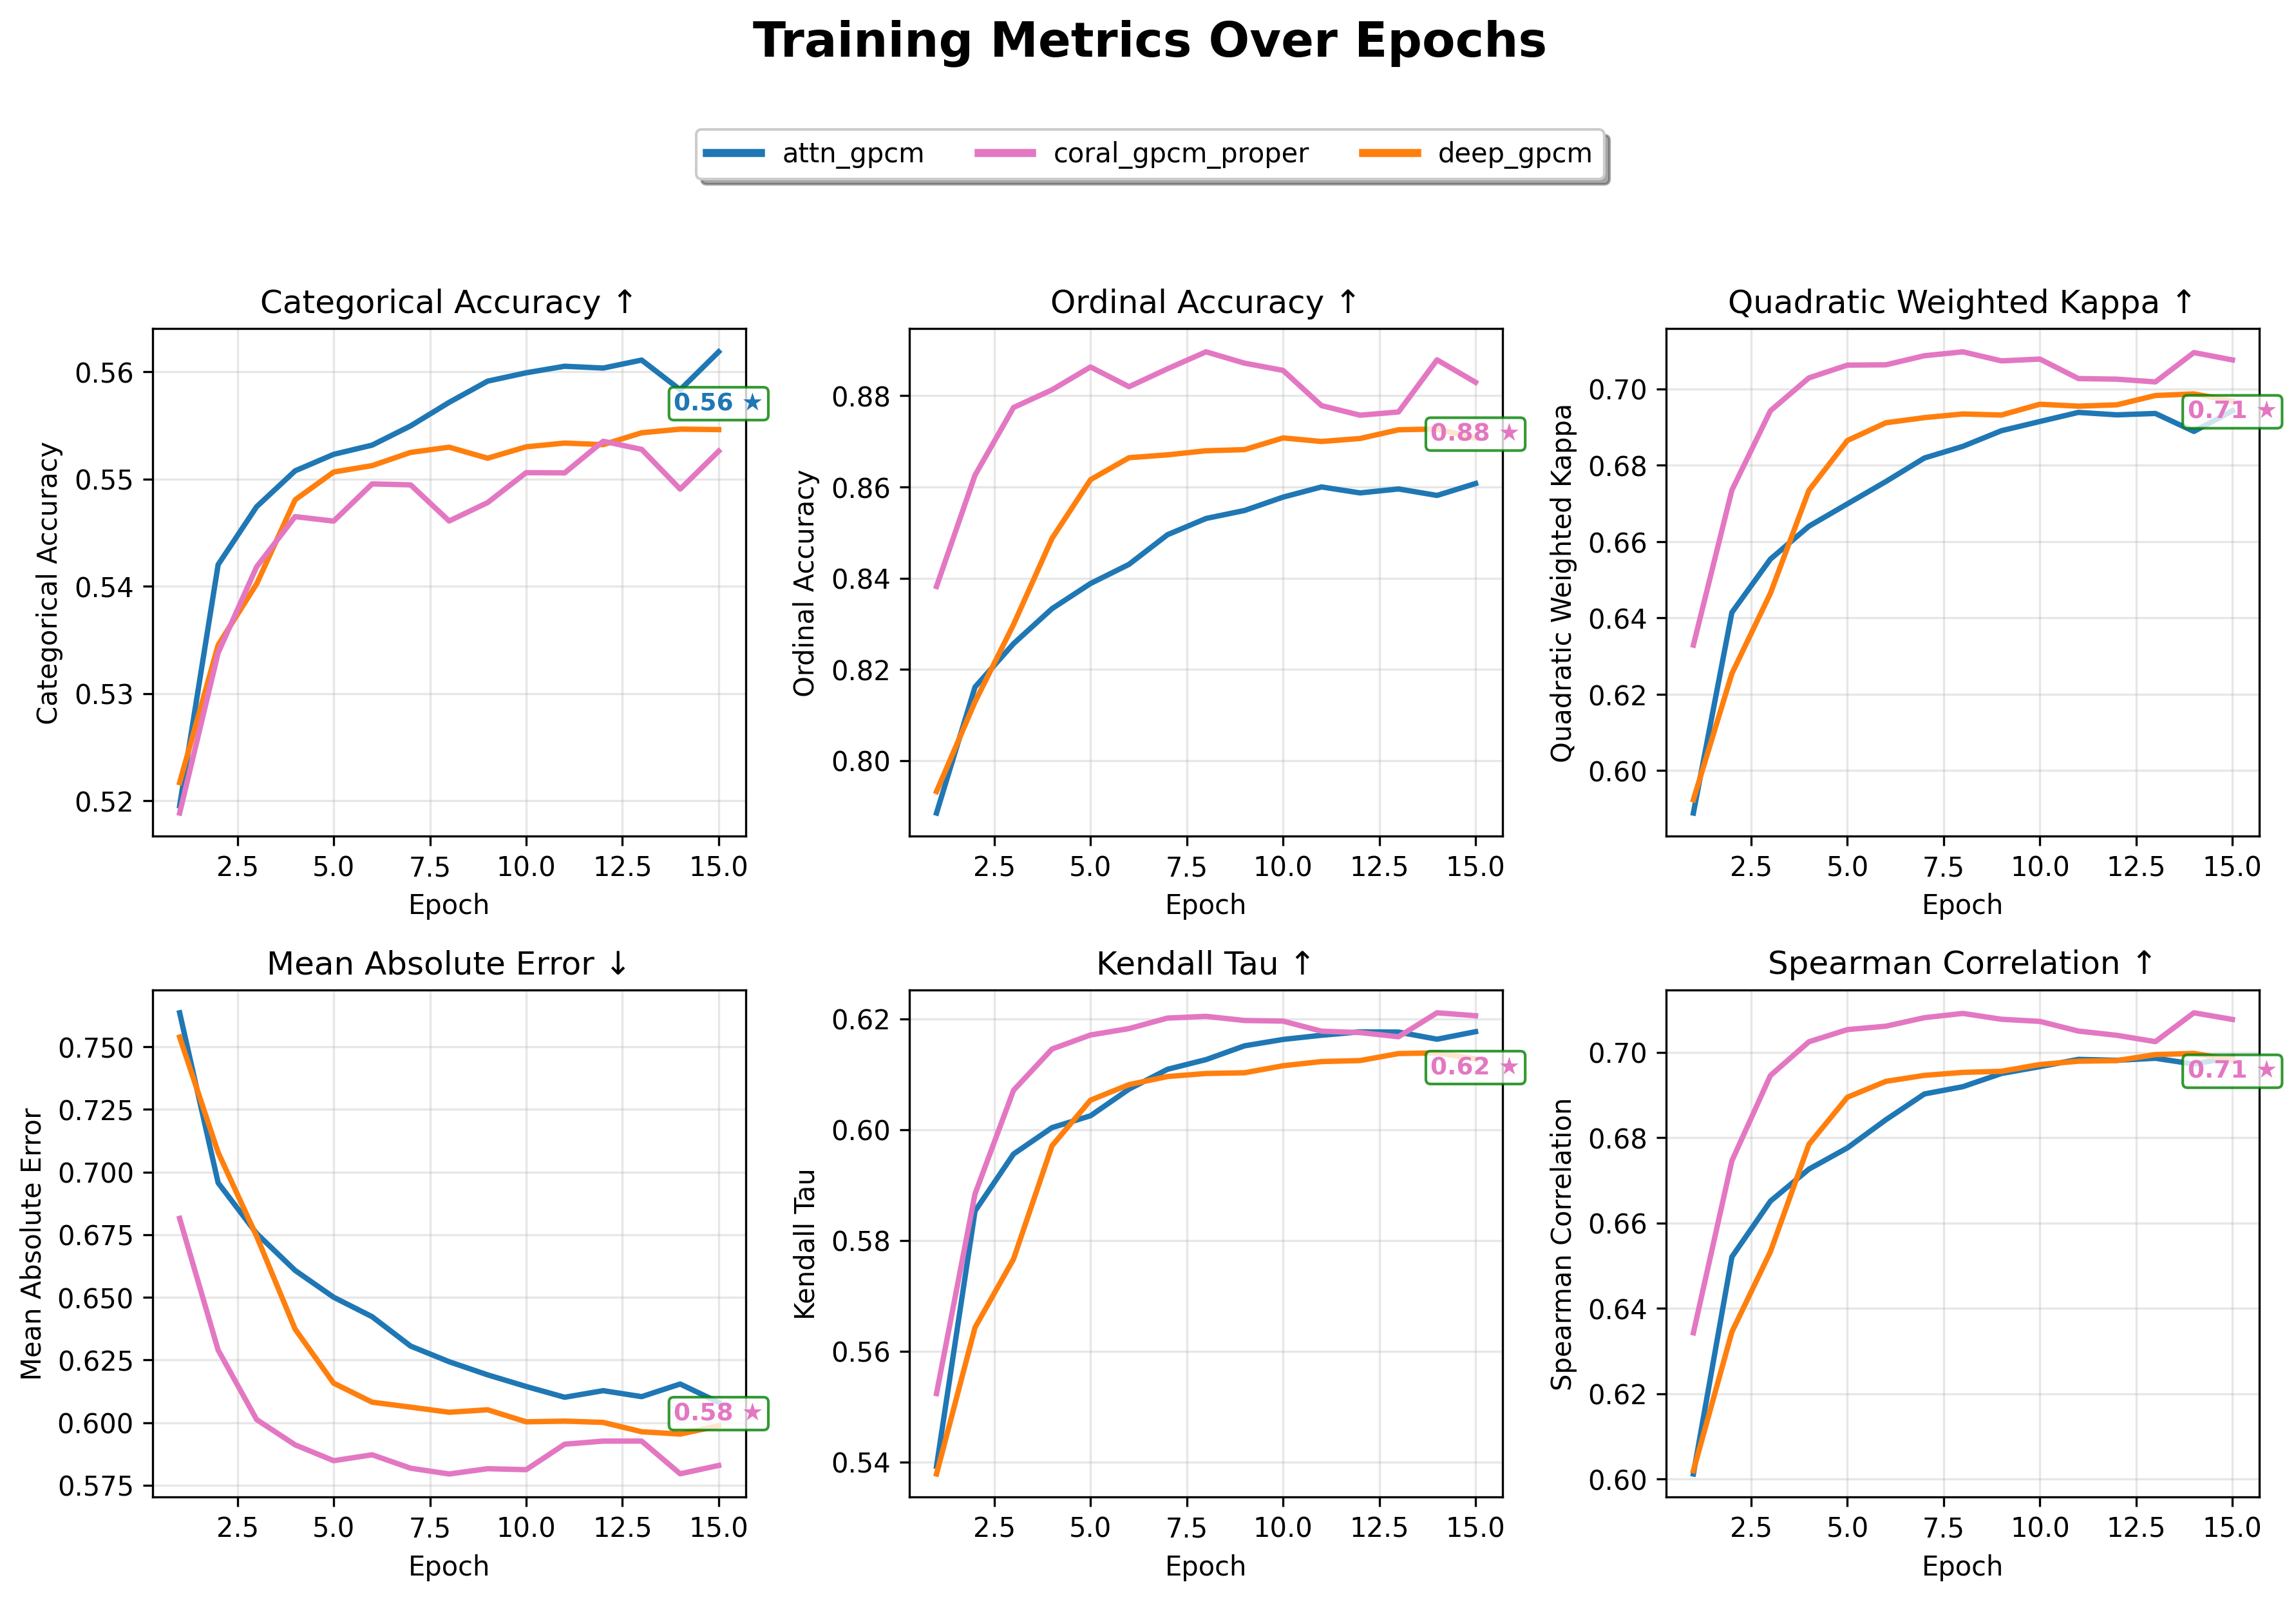 Training Metrics Over Epochs
attn_gpcm coral_gpcm_proper deep_gpcm
Categorical Accuracy ↑
Categorical Accuracy
0.56
0.55
0.54
0.53
0.52
0.56 ★
2.5 5.0 7.5 10.0 12.5 15.0
Epoch
Ordinal Accuracy ↑
Ordinal Accuracy
0.88
0.86
0.84
0.82
0.80
0.88 ★
2.5 5.0 7.5 10.0 12.5 15.0
Epoch
Quadratic Weighted Kappa ↑
Quadratic Weighted Kappa
0.70
0.68
0.66
0.64
0.62
0.60
0.71 ★
2.5 5.0 7.5 10.0 12.5 15.0
Epoch
Mean Absolute Error ↓
Mean Absolute Error
0.750
0.725
0.700
0.675
0.650
0.625
0.600
0.575
0.58 ★
2.5 5.0 7.5 10.0 12.5 15.0
Epoch
Kendall Tau ↑
Kendall Tau
0.62
0.60
0.58
0.56
0.54
0.62 ★
2.5 5.0 7.5 10.0 12.5 15.0
Epoch
Spearman Correlation ↑
Spearman Correlation
0.70
0.68
0.66
0.64
0.62
0.60
0.71 ★
2.5 5.0 7.5 10.0 12.5 15.0
Epoch